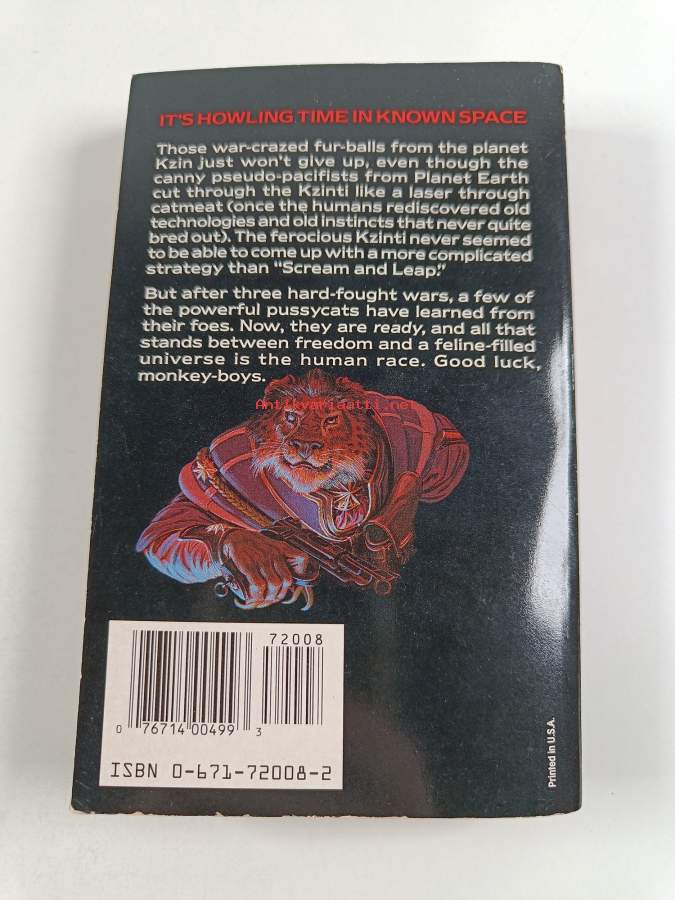 IT'S HOWLING TIME IN KNOWN SPACE
Those war-crazed fur-balls from the planet
Kzin just won't give up, even though the
canny pseudo-pacifists from Planet Earth
cut through the Kzinti like a laser through
catmeat (once the humans rediscovered old
technologies and old instincts that never quite
bred out). The ferocious Kzinti never seemed
to be able to come up with a more complicated
strategy than "Scream and Leap."
But after three hard-fought wars, a few of
the powerful pussycats have learned from
their foes. Now, they are ready, and all that
stands between freedom and a feline-filled
universe is the human race. Good luck,
monkey-boys.
Antikvariaatti.net
72008
0 76714 00499 3
ISBN 0-671-72008-2
Printed in U.S.A.